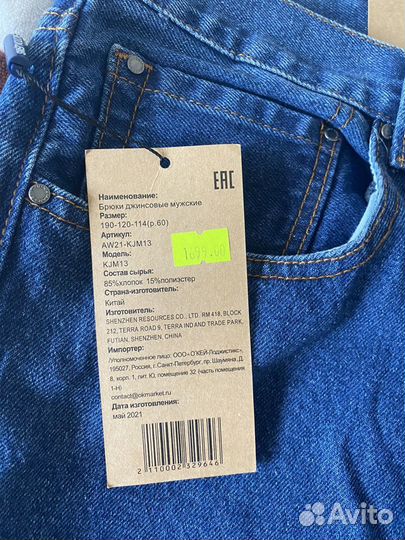 EAC
Наименование:
Брюки джинсовые мужские
Размер:
190-120-114(р.60)
Артикул:
AW21-KJM13
Модель:
KJM13
1699.00
Состав сырья:
85%хлопок 15%полиэстер
Страна-изготовитель:
Китай
Изготовитель:
SHENZHEN RESOURCES CO., LTD. RM 418, BLOCK
212, TERRA ROAD 9, TERRA IND AND TRADE PARK,
FUTIAN, SHENZHEN, CHINA
Импортер:
/Уполномоченное лицо: ООО«О'КЕЙ-Лоджистикс»,
195027, Россия, г.Санкт-Петербург, пр. Шаумяна, Д.
8, корп. 1, лит. Ю, помещение 32 (часть помещения
1-Н)
contact@okmarket.ru
Дата изготовления:
май 2021
2 110002 329646
Avito